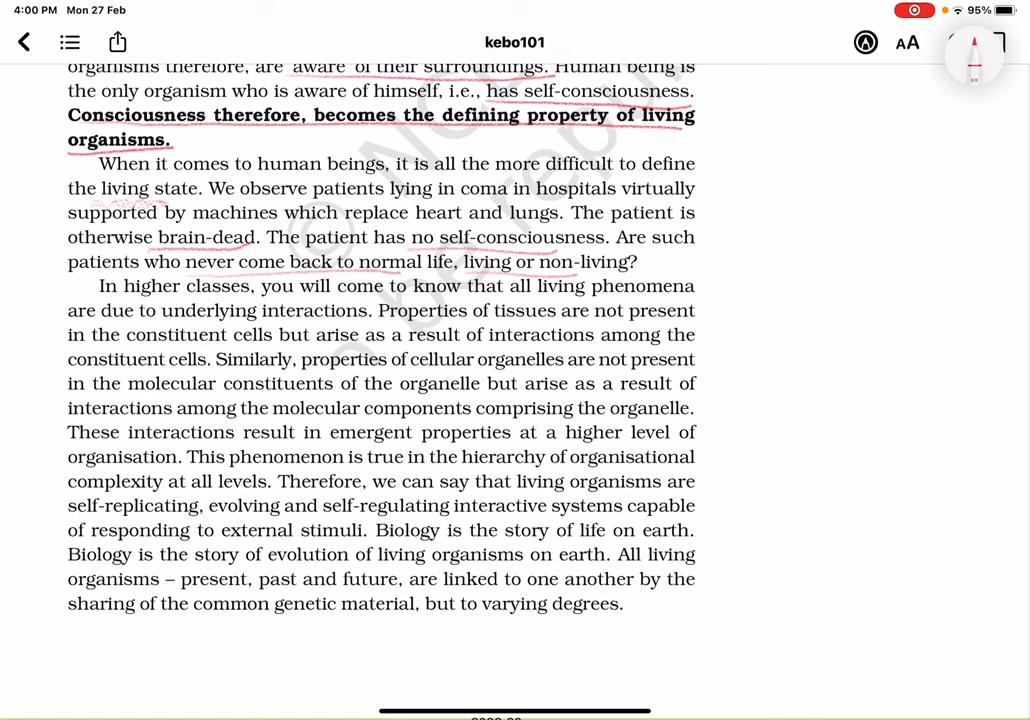 4:00 PM Mon 27 Feb
95%
kebo101
AA
organisms therefore, are aware of their surroundings. Human being is
the only organism who is aware of himself, i.e., has self-consciousness.
Consciousness therefore, becomes the defining property of living
organisms.
When it comes to human beings, it is all the more difficult to define
the living state. We observe patients lying in coma in hospitals virtually
supported by machines which replace heart and lungs. The patient is
otherwise brain-dead. The patient has no self-consciousness. Are such
patients who never come back to normal life, living or non-living?
In higher classes, you will come to know that all living phenomena
are due to underlying interactions. Properties of tissues are not present
in the constituent cells but arise as a result of interactions among the
constituent cells. Similarly, properties of cellular organelles are not present
in the molecular constituents of the organelle but arise as a result of
interactions among the molecular components comprising the organelle.
These interactions result in emergent properties at a higher level of
organisation. This phenomenon is true in the hierarchy of organisational
complexity at all levels. Therefore, we can say that living organisms are
self-replicating, evolving and self-regulating interactive systems capable
of responding to external stimuli. Biology is the story of life on earth.
Biology is the story of evolution of living organisms on earth. All living
organisms – present, past and future, are linked to one another by the
sharing of the common genetic material, but to varying degrees.